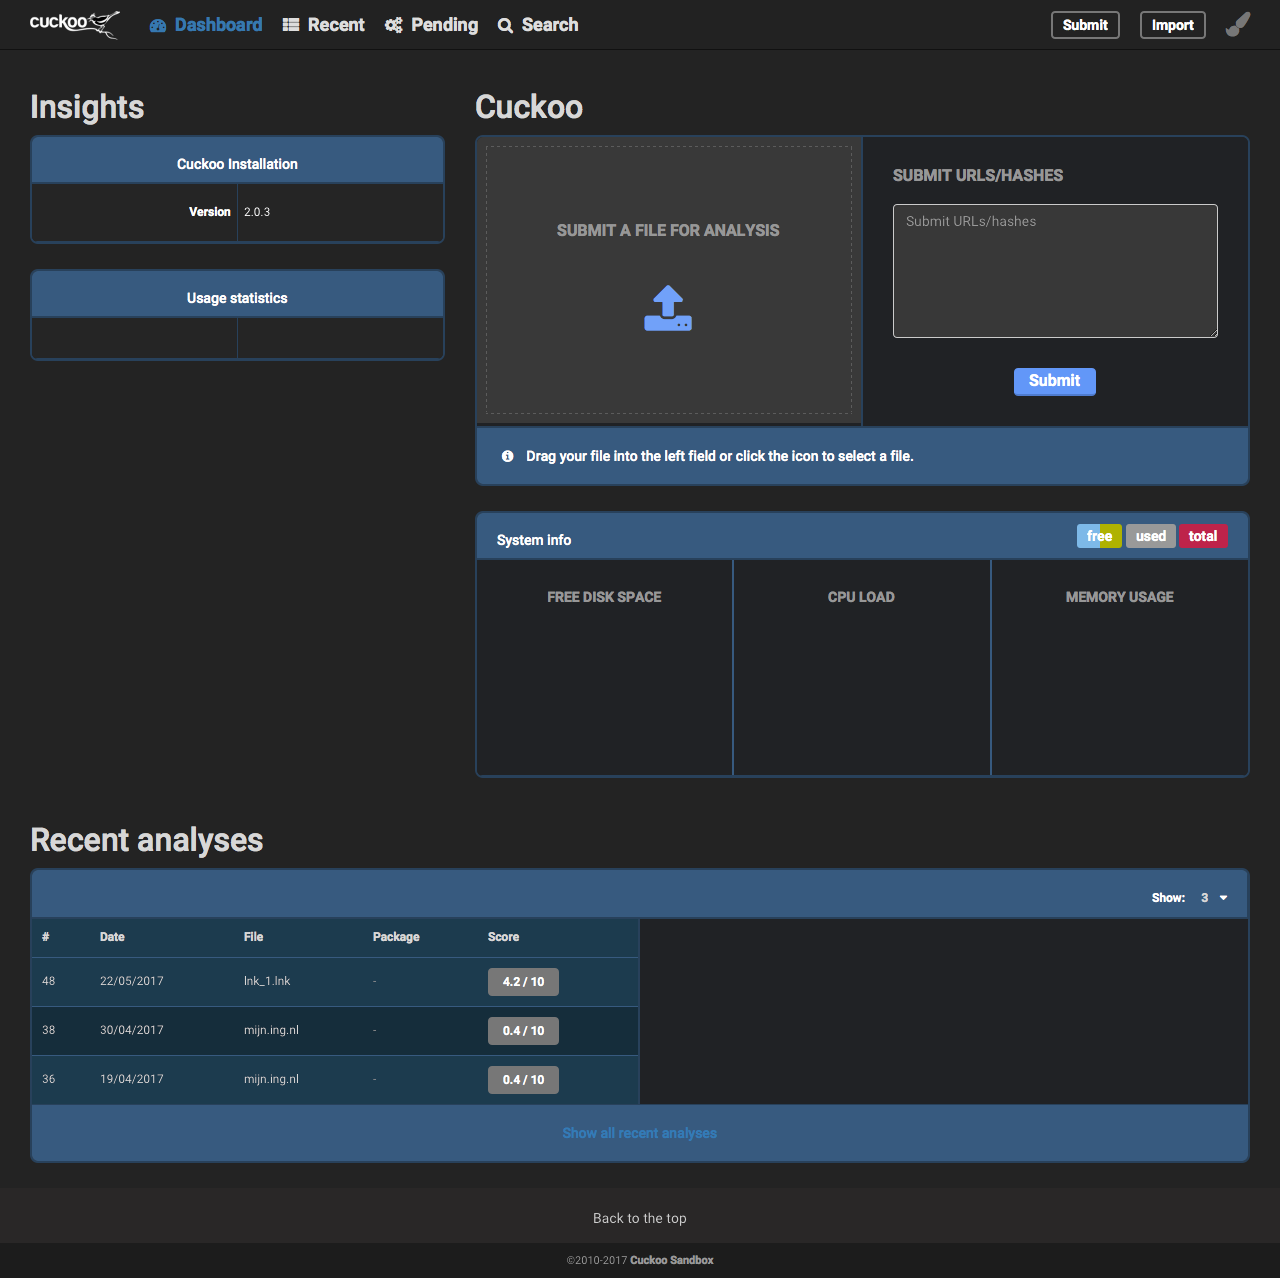 cuckoo Dashboard Recent Pending Search Submit Import
Insights
Cuckoo Installation
Version 2.0.3
Usage statistics
Cuckoo
SUBMIT A FILE FOR ANALYSIS
SUBMIT URLS/HASHES
Submit URLs/hashes
Submit
Drag your file into the left field or click the icon to select a file.
System info free used total
FREE DISK SPACE CPU LOAD MEMORY USAGE
Recent analyses
Show: 3
# Date File Package Score
48 22/05/2017 lnk_1.lnk - 4.2 / 10
38 30/04/2017 mijn.ing.nl - 0.4 / 10
36 19/04/2017 mijn.ing.nl - 0.4 / 10
Show all recent analyses
Back to the top
©2010-2017 Cuckoo Sandbox